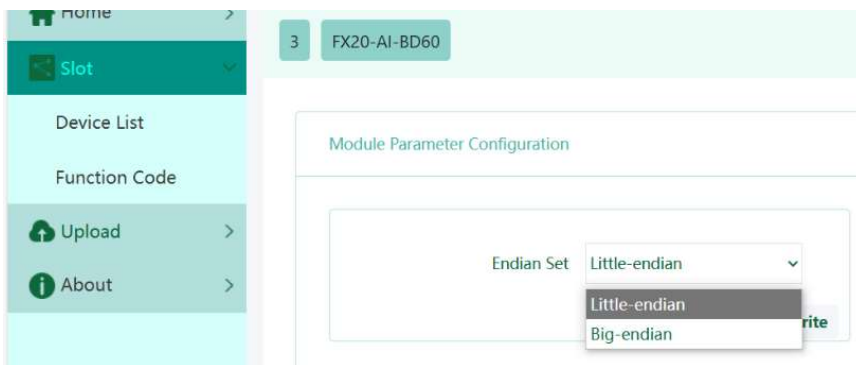 Home
Slot
Device List
Function Code
Upload
About
3 FX20-AI-BD60
Module Parameter Configuration
Endian Set Little-endian
Little-endian
Big-endian